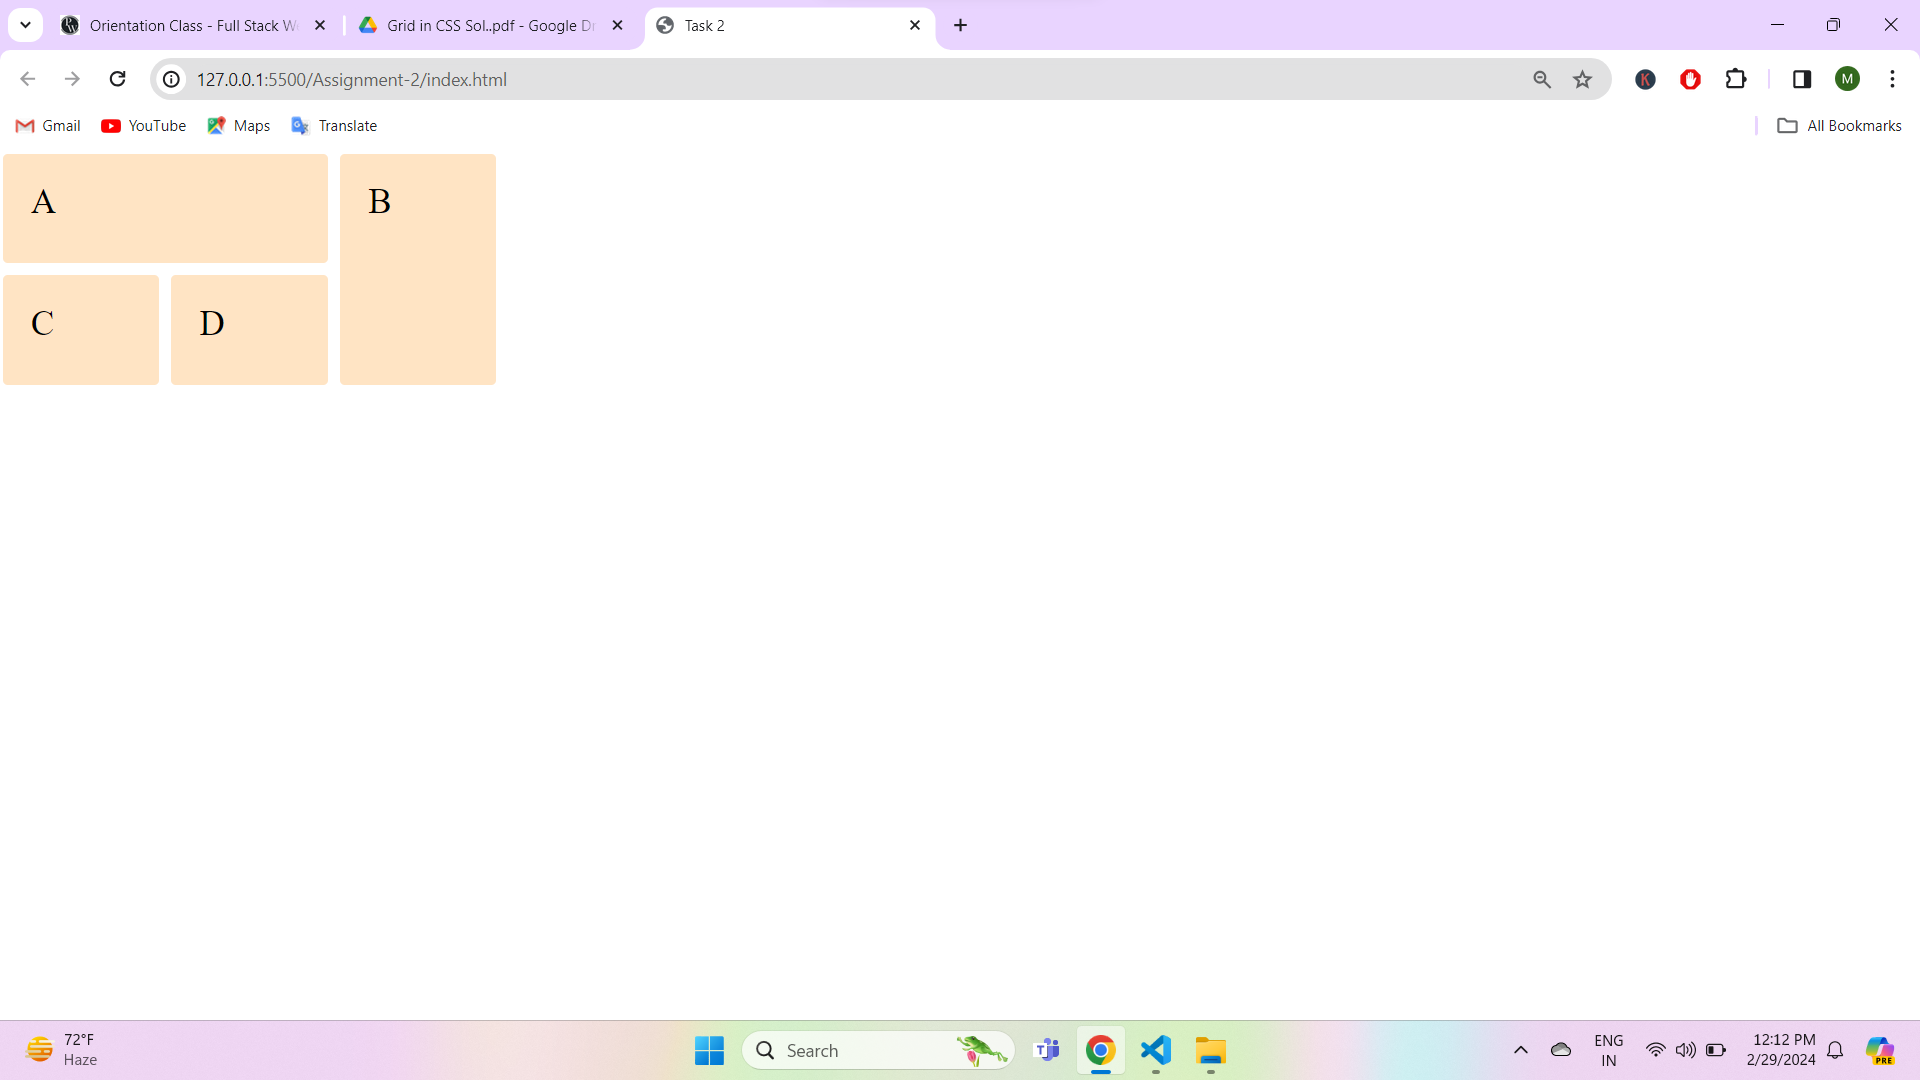 Orientation Class - Full Stack W
Grid in CSS Sol..pdf - Google Dr
Task 2
127.0.0.1:5500/Assignment-2/index.html
K
M
Gmail
YouTube
Maps
Translate
All Bookmarks
A
B
C
D
72°F
Haze
Search
ENG
IN
12:12 PM
2/29/2024
PRE